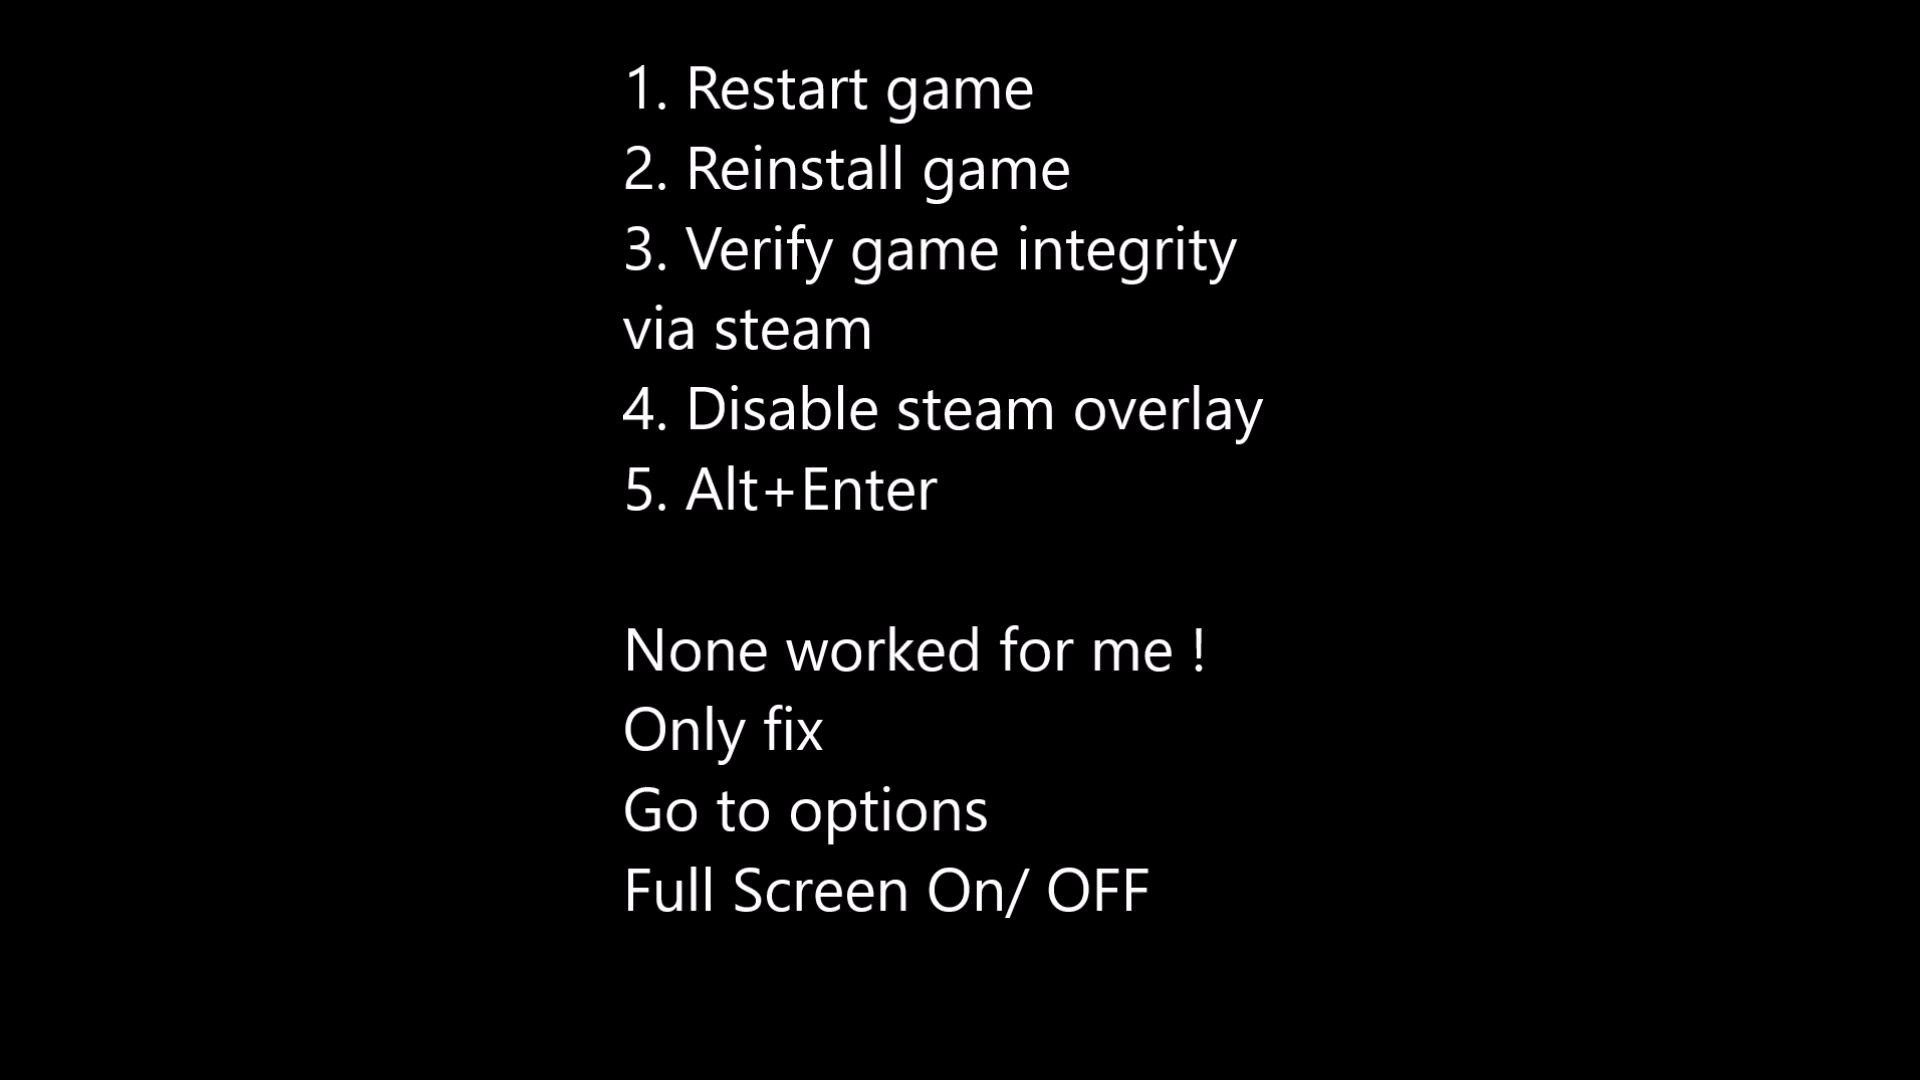 1. Restart game
2. Reinstall game
3. Verify game integrity
via steam
4. Disable steam overlay
5. Alt+Enter
None worked for me !
Only fix
Go to options
Full Screen On/ OFF